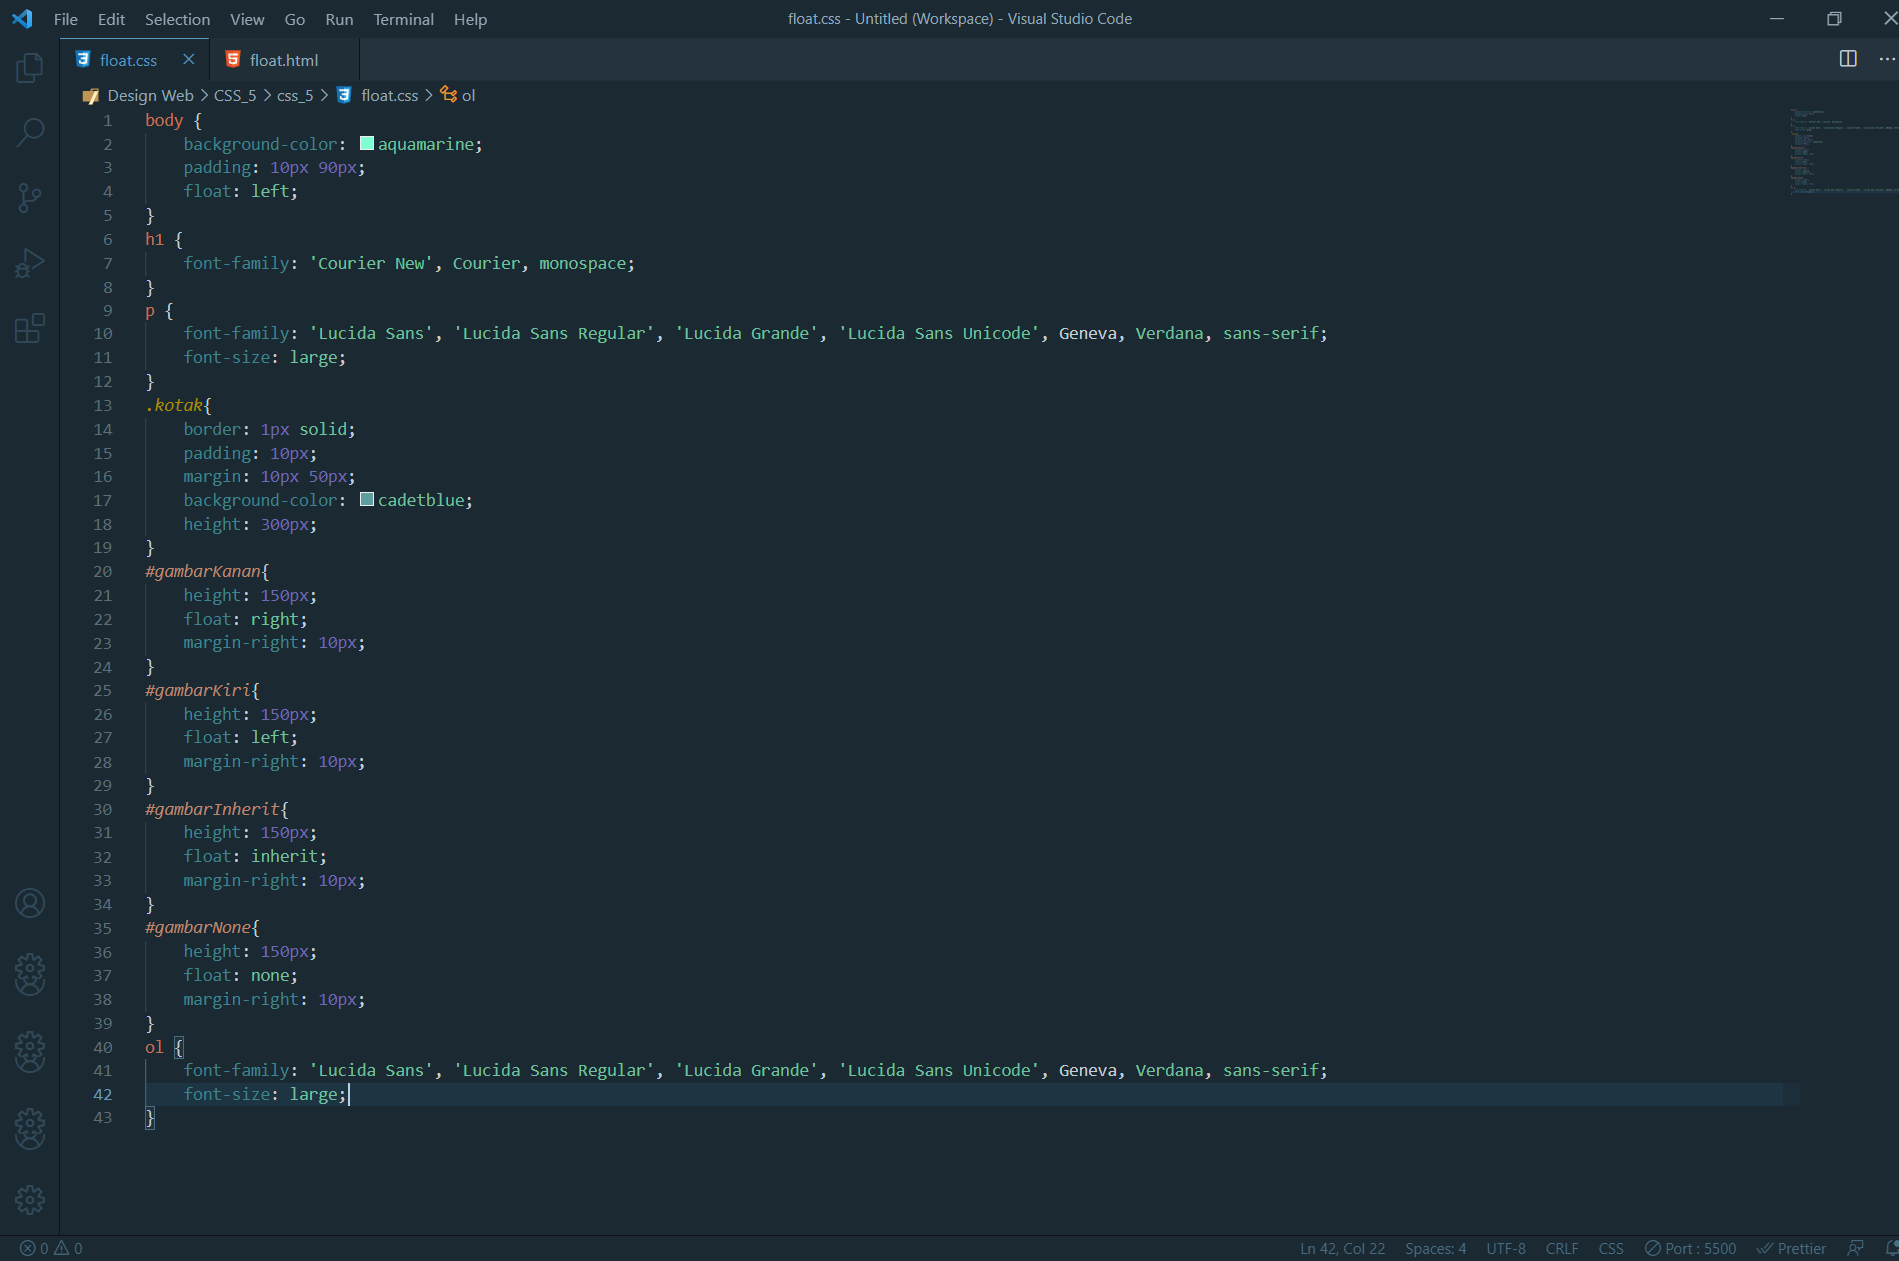 File Edit Selection View Go Run Terminal Help float.css - Untitled (Workspace) - Visual Studio Code
float.css float.html
Design Web > CSS_5 > css_5 > float.css > ol
1 body {
2 background-color: aquamarine;
3 padding: 10px 90px;
4 float: left;
5 }
6 h1 {
7 font-family: 'Courier New', Courier, monospace;
8 }
9 p {
10 font-family: 'Lucida Sans', 'Lucida Sans Regular', 'Lucida Grande', 'Lucida Sans Unicode', Geneva, Verdana, sans-serif;
11 font-size: large;
12 }
13 .kotak{
14 border: 1px solid;
15 padding: 10px;
16 margin: 10px 50px;
17 background-color: cadetblue;
18 height: 300px;
19 }
20 #gambarKanan{
21 height: 150px;
22 float: right;
23 margin-right: 10px;
24 }
25 #gambarKiri{
26 height: 150px;
27 float: left;
28 margin-right: 10px;
29 }
30 #gambarInherit{
31 height: 150px;
32 float: inherit;
33 margin-right: 10px;
34 }
35 #gambarNone{
36 height: 150px;
37 float: none;
38 margin-right: 10px;
39 }
40 ol {
41 font-family: 'Lucida Sans', 'Lucida Sans Regular', 'Lucida Grande', 'Lucida Sans Unicode', Geneva, Verdana, sans-serif;
42 font-size: large;
43 }
0 0 Ln 42, Col 22 Spaces: 4 UTF-8 CRLF CSS Port : 5500 Prettier